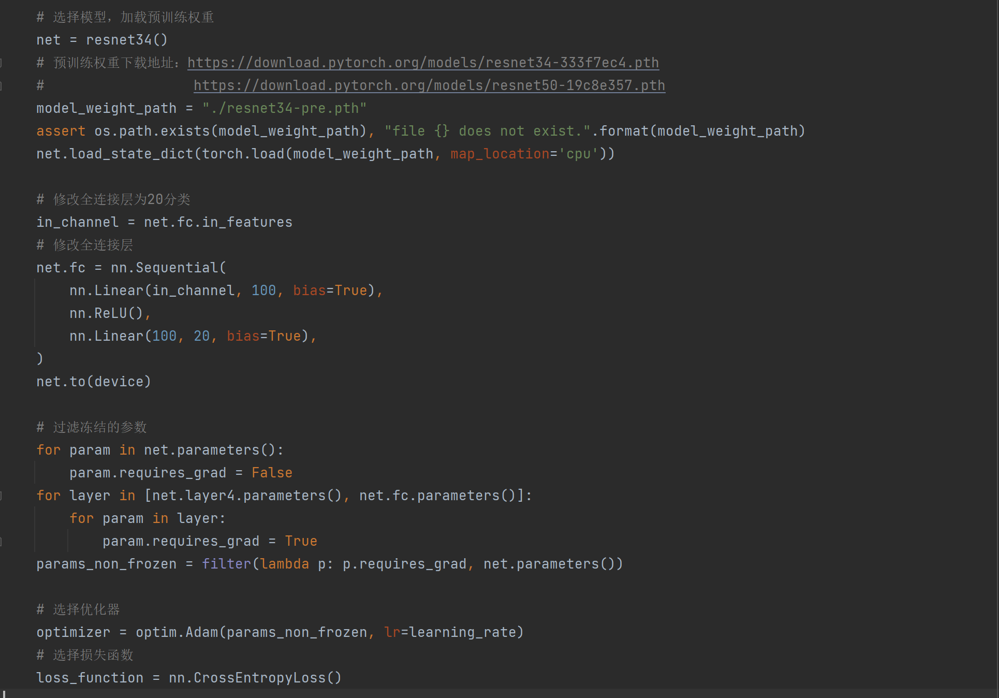 # 选择模型，加载预训练权重
net = resnet34()
# 预训练权重下载地址：https://download.pytorch.org/models/resnet34-333f7ec4.pth
#                  https://download.pytorch.org/models/resnet50-19c8e357.pth
model_weight_path = "./resnet34-pre.pth"
assert os.path.exists(model_weight_path), "file {} does not exist.".format(model_weight_path)
net.load_state_dict(torch.load(model_weight_path, map_location='cpu'))
# 修改全连接层为20分类
in_channel = net.fc.in_features
# 修改全连接层
net.fc = nn.Sequential(
    nn.Linear(in_channel, 100, bias=True),
    nn.ReLU(),
    nn.Linear(100, 20, bias=True),
)
net.to(device)
# 过滤冻结的参数
for param in net.parameters():
    param.requires_grad = False
for layer in [net.layer4.parameters(), net.fc.parameters()]:
    for param in layer:
        param.requires_grad = True
params_non_frozen = filter(lambda p: p.requires_grad, net.parameters())
# 选择优化器
optimizer = optim.Adam(params_non_frozen, lr=learning_rate)
# 选择损失函数
loss_function = nn.CrossEntropyLoss()